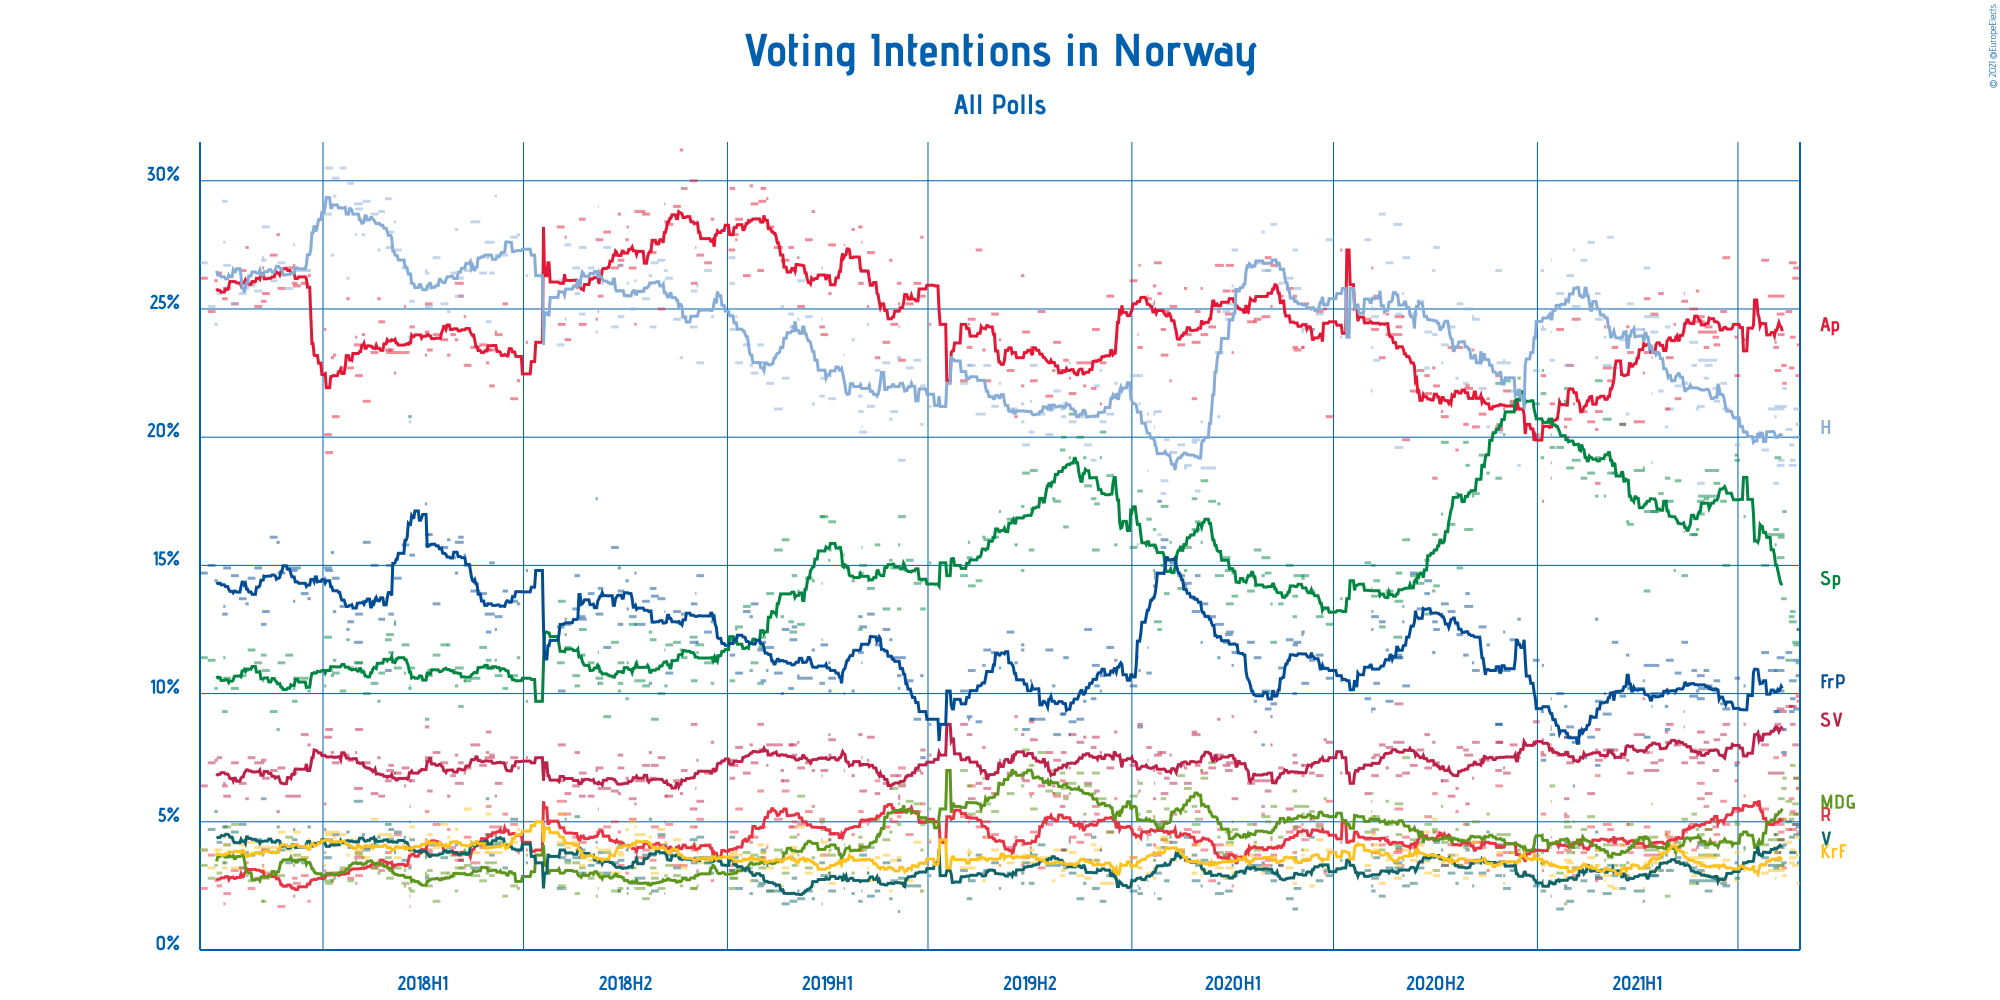 © 2021 @EuropeElects
Voting Intentions in Norway
All Polls
30%
25%
20%
15%
10%
5%
0%
Ap
H
Sp
FrP
SV
MDG
R
V
KrF
2018H1
2018H2
2019H1
2019H2
2020H1
2020H2
2021H1